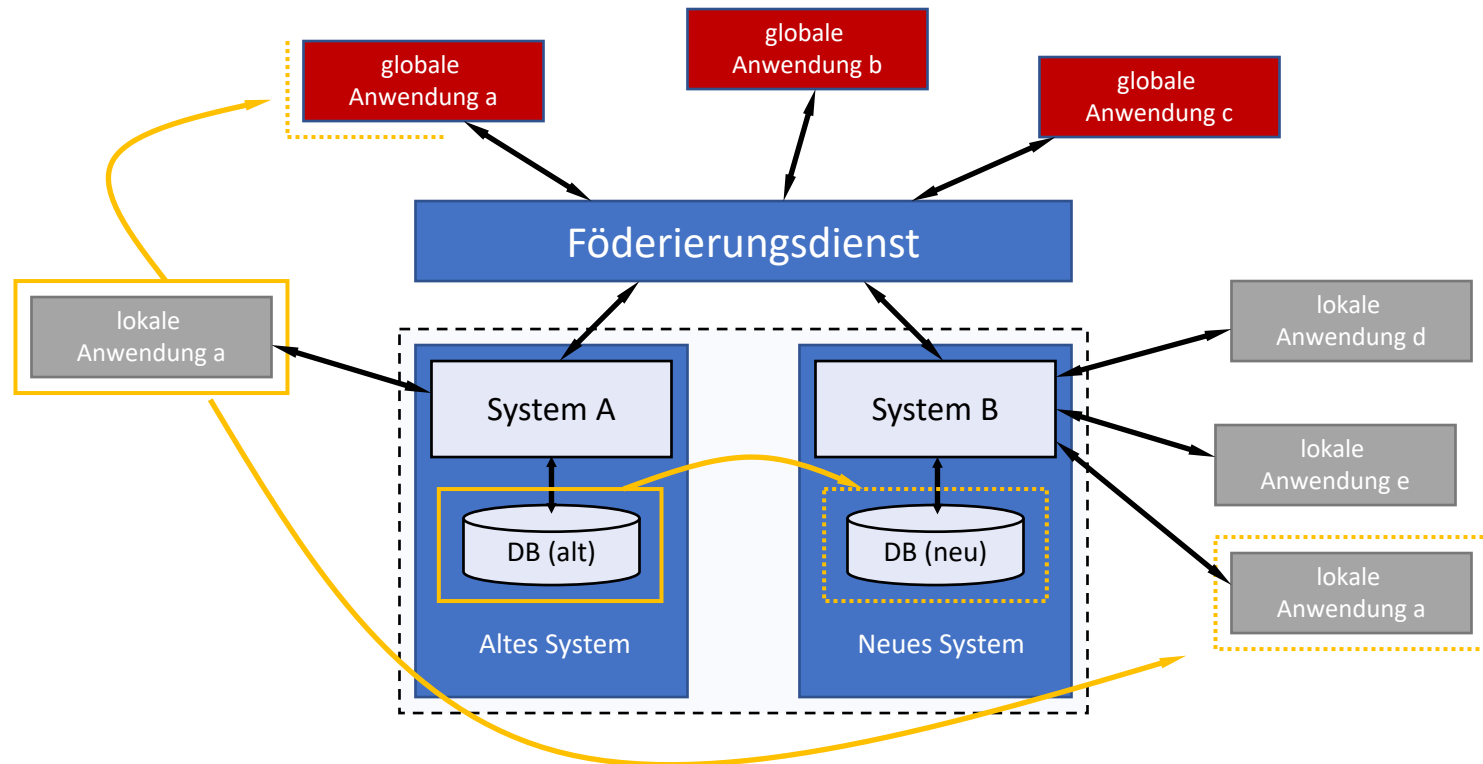 globale
Anwendung a
globale
Anwendung b
globale
Anwendung c
Föderierungsdienst
lokale
Anwendung a
lokale
Anwendung d
System A
System B
lokale
Anwendung e
DB (alt)
DB (neu)
lokale
Anwendung a
Altes System
Neues System